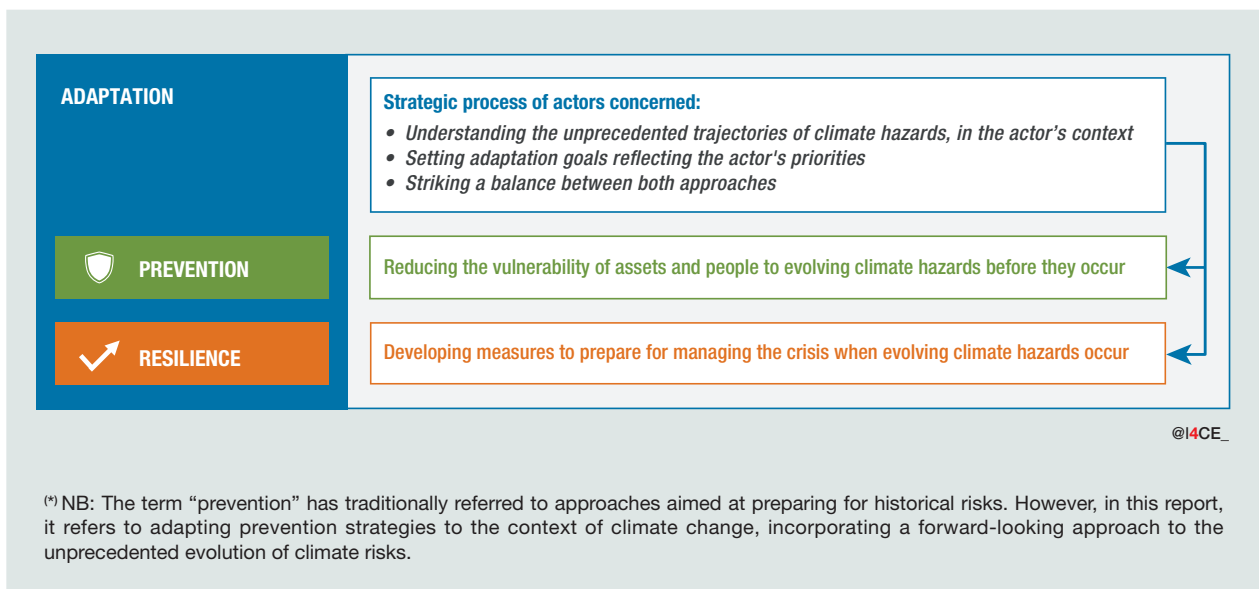 ADAPTATION
Strategic process of actors concerned:
• Understanding the unprecedented trajectories of climate hazards, in the actor’s context
• Setting adaptation goals reflecting the actor's priorities
• Striking a balance between both approaches
PREVENTION
Reducing the vulnerability of assets and people to evolving climate hazards before they occur
RESILIENCE
Developing measures to prepare for managing the crisis when evolving climate hazards occur
@I4CE_
(*) NB: The term “prevention” has traditionally referred to approaches aimed at preparing for historical risks. However, in this report,
it refers to adapting prevention strategies to the context of climate change, incorporating a forward-looking approach to the
unprecedented evolution of climate risks.